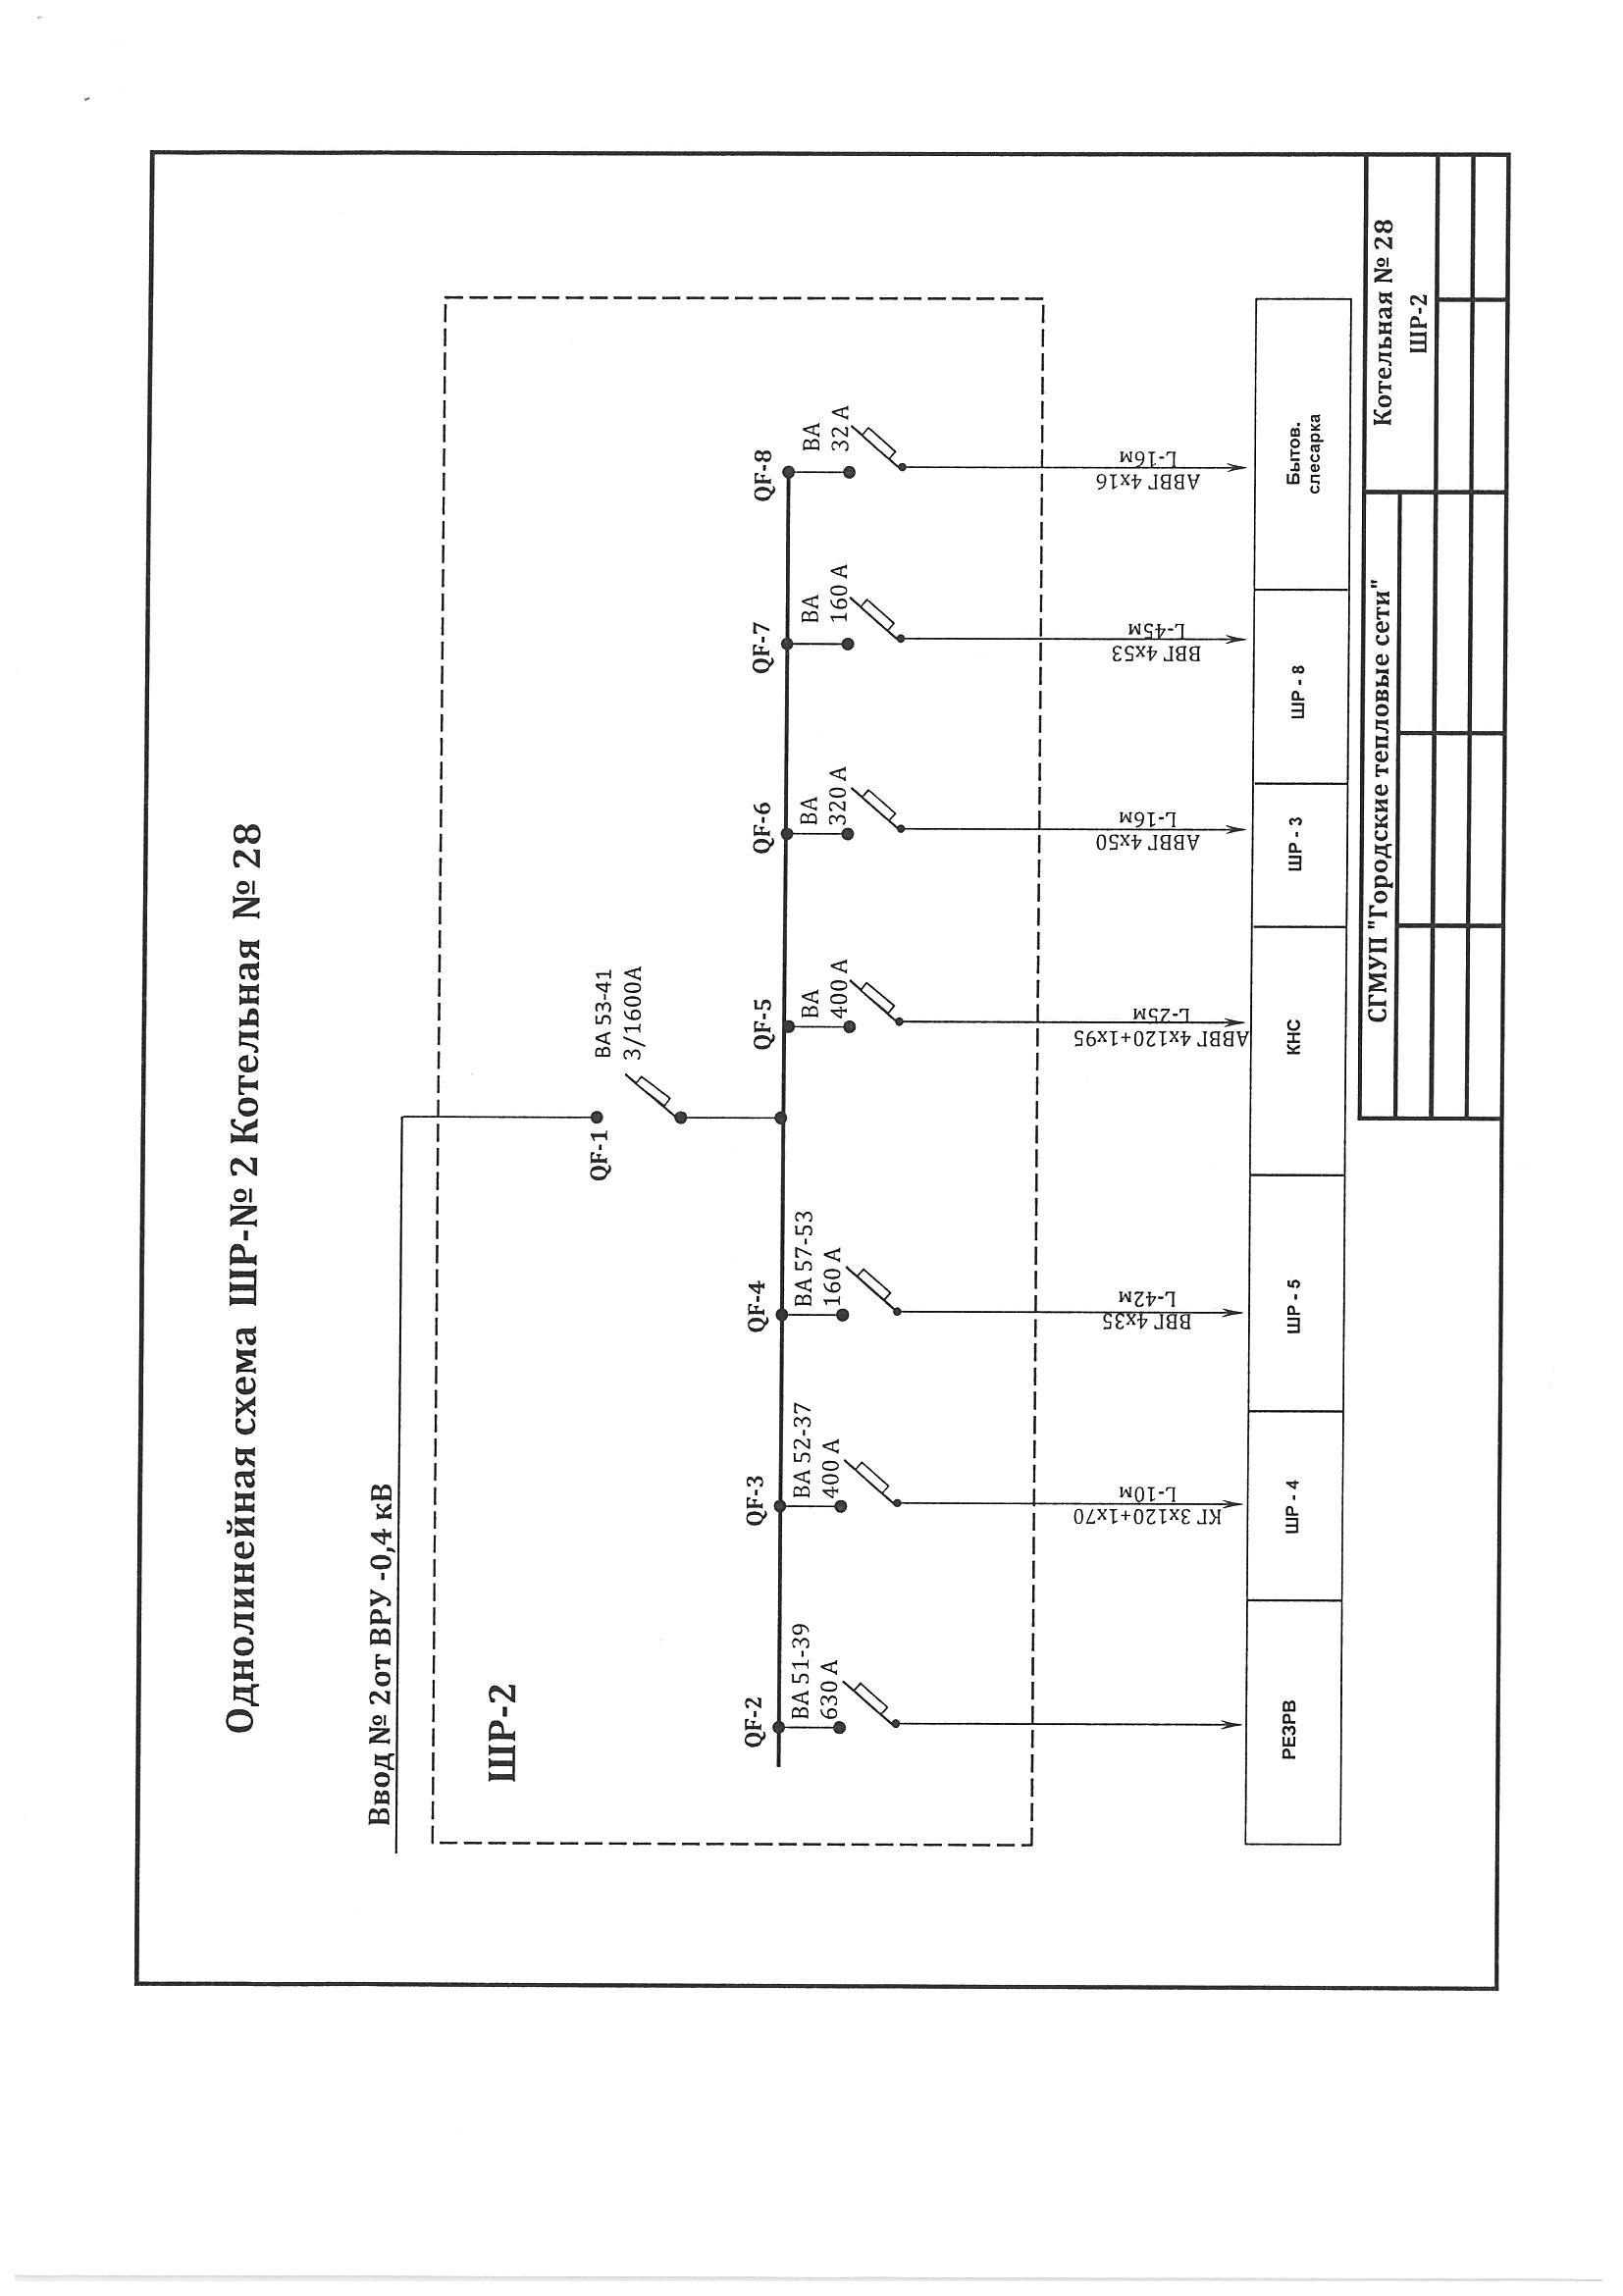 Однолинейная схема ШР-№ 2 Котельная № 28
Ввод № 2от ВРУ -0,4 кВ
ШР-2
QF-1
ВА 53-41
3/1600А
QF-2
ВА 51-39
630 А
QF-3
ВА 52-37
400 А
QF-4
ВА 57-53
160 А
QF-5
ВА
400 А
QF-6
ВА
320 А
QF-7
ВА
160 А
QF-8
ВА
32 А
КГ 3х120+1х70
L-10м
ВВГ 4х35
L-42м
АВВГ 4х120+1х95
L-25м
АВВГ 4х50
L-16м
ВВГ 4х53
L-45м
АВВГ 4х16
L-16м
РЕЗРВ
ШР - 4
ШР - 5
КНС
ШР - 3
ШР - 8
Бытов.
слесарка
СГМУП "Городские тепловые сети"
Котельная № 28
ШР-2